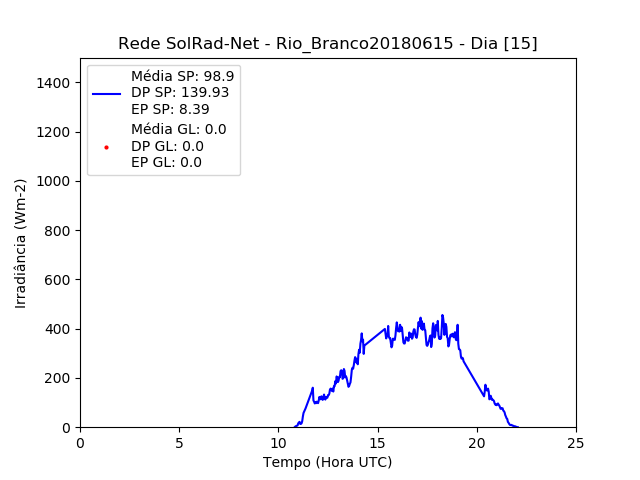 Rede SolRad-Net - Rio_Branco20180615 - Dia [15]
Média SP: 98.9
DP SP: 139.93
EP SP: 8.39
Média GL: 0.0
DP GL: 0.0
EP GL: 0.0
1400
1200
1000
800
600
400
200
0
Irradiância (Wm-2)
0 5 10 15 20 25
Tempo (Hora UTC)